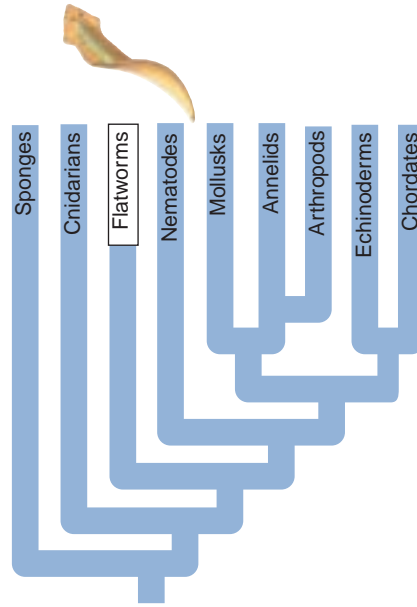 Sponges
Cnidarians
Flatworms
Nematodes
Mollusks
Annelids
Arthropods
Echinoderms
Chordates